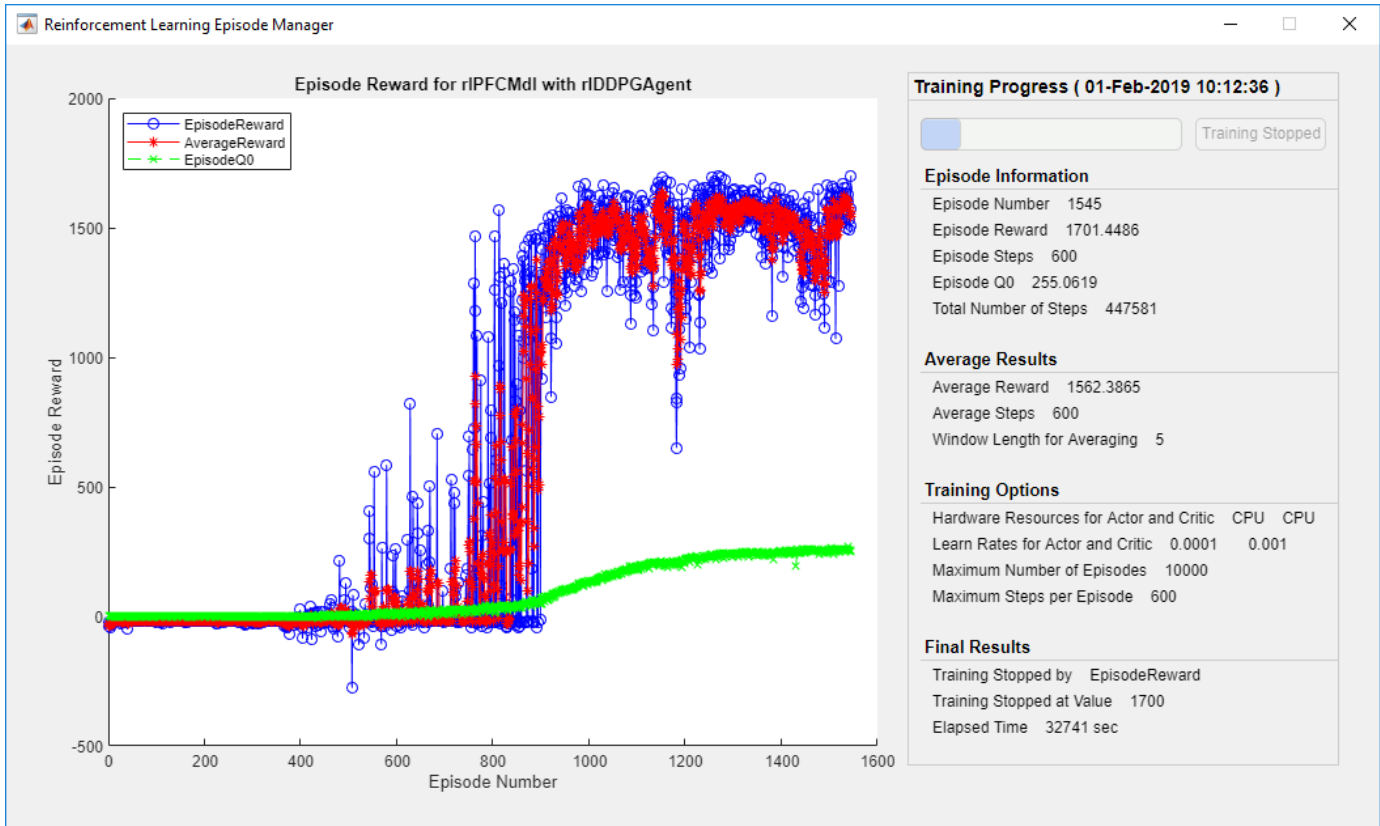 Reinforcement Learning Episode Manager
Episode Reward for rlPFCMdl with rlDDPGAgent
EpisodeReward
AverageReward
EpisodeQ0
2000
1500
1000
500
0
-500
Episode Reward
0 200 400 600 800 1000 1200 1400 1600
Episode Number
Training Progress ( 01-Feb-2019 10:12:36 )
Training Stopped
Episode Information
Episode Number 1545
Episode Reward 1701.4486
Episode Steps 600
Episode Q0 255.0619
Total Number of Steps 447581
Average Results
Average Reward 1562.3865
Average Steps 600
Window Length for Averaging 5
Training Options
Hardware Resources for Actor and Critic CPU CPU
Learn Rates for Actor and Critic 0.0001 0.001
Maximum Number of Episodes 10000
Maximum Steps per Episode 600
Final Results
Training Stopped by EpisodeReward
Training Stopped at Value 1700
Elapsed Time 32741 sec